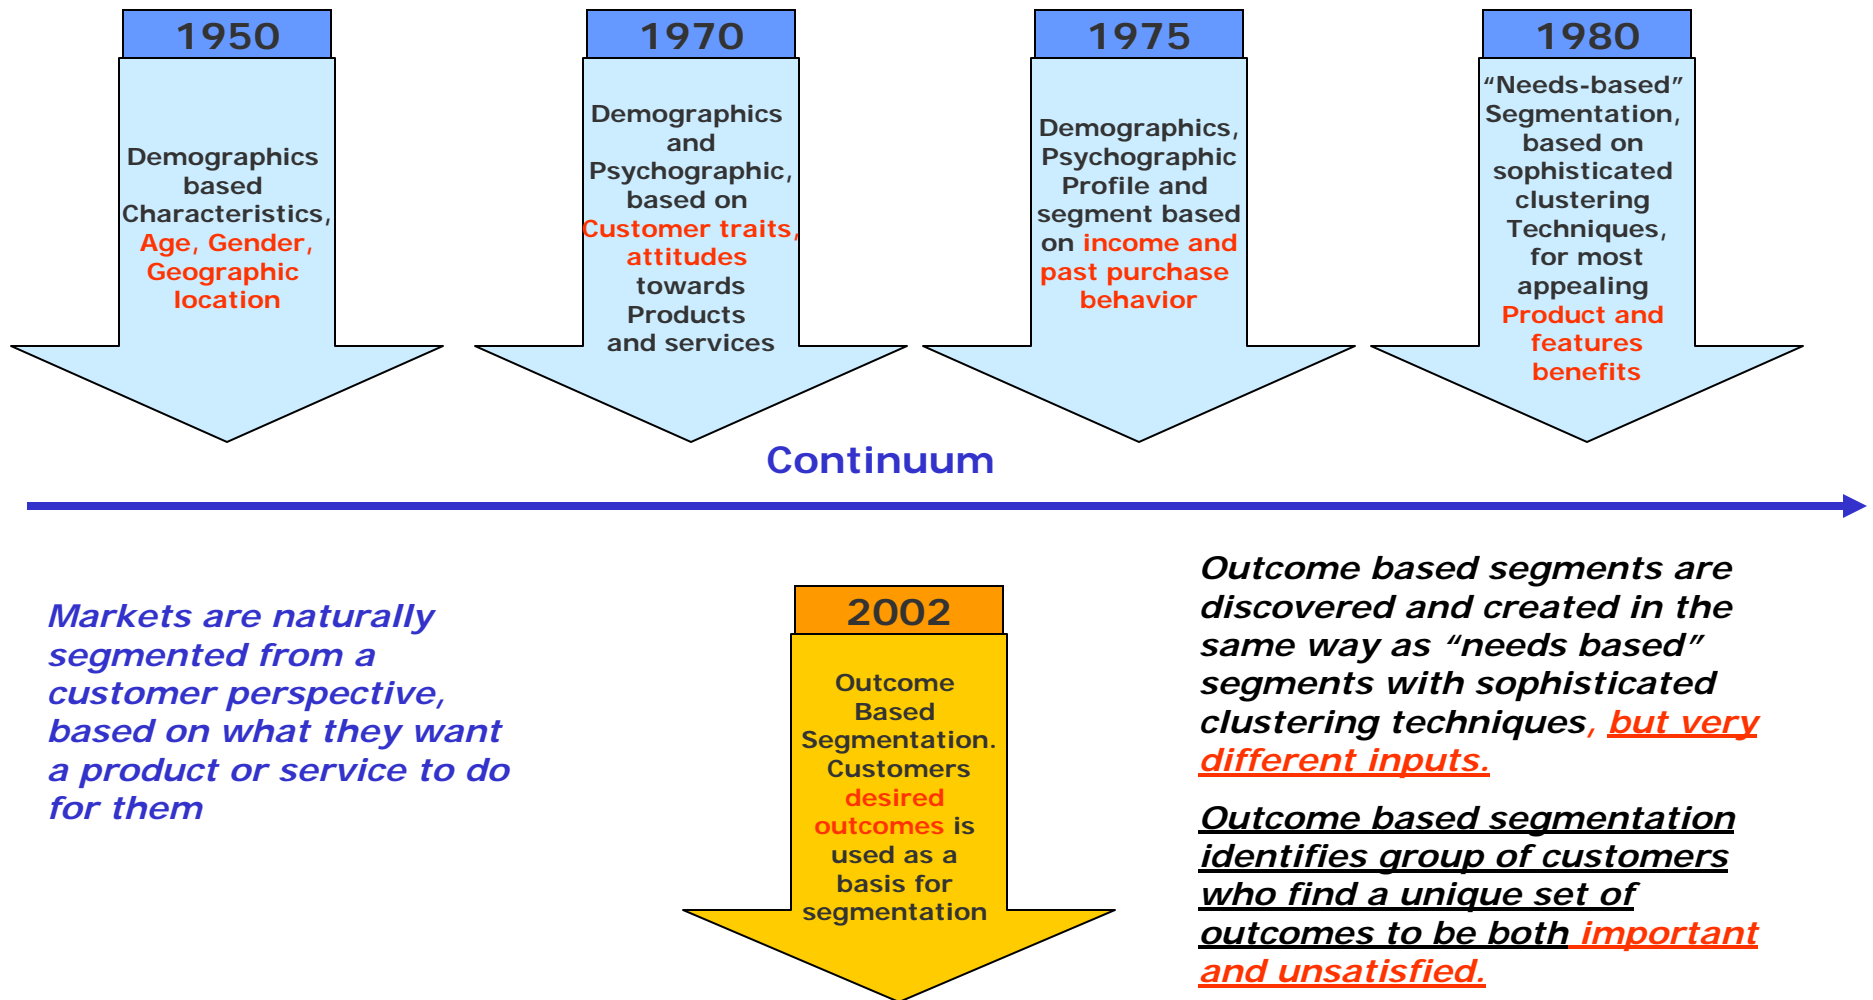 1950
Demographics
based
Characteristics,
Age, Gender,
Geographic
location
1970
Demographics
and
Psychographic,
based on
Customer traits,
attitudes
towards
Products
and services
1975
Demographics,
Psychographic
Profile and
segment based
on income and
past purchase
behavior
1980
“Needs-based”
Segmentation,
based on
sophisticated
clustering
Techniques,
for most
appealing
Product and
features
benefits
Continuum
Markets are naturally
segmented from a
customer perspective,
based on what they want
a product or service to do
for them
2002
Outcome
Based
Segmentation.
Customers
desired
outcomes is
used as a
basis for
segmentation
Outcome based segments are
discovered and created in the
same way as “needs based”
segments with sophisticated
clustering techniques, but very
different inputs.
Outcome based segmentation
identifies group of customers
who find a unique set of
outcomes to be both important
and unsatisfied.